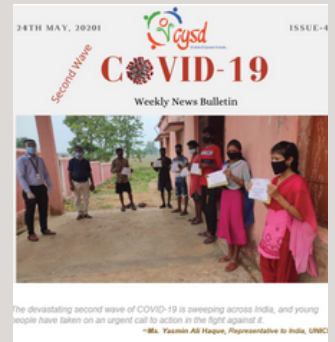 24TH MAY, 20201
ISSUE-4
cysd
Second Wave
COVID-19
Weekly News Bulletin
The devastating second wave of COVID-19 is sweeping across India, and young
people have taken on an urgent call to action in the fight against it.
~Ms. Yasmin Ali Haque, Representative to India, UNIC